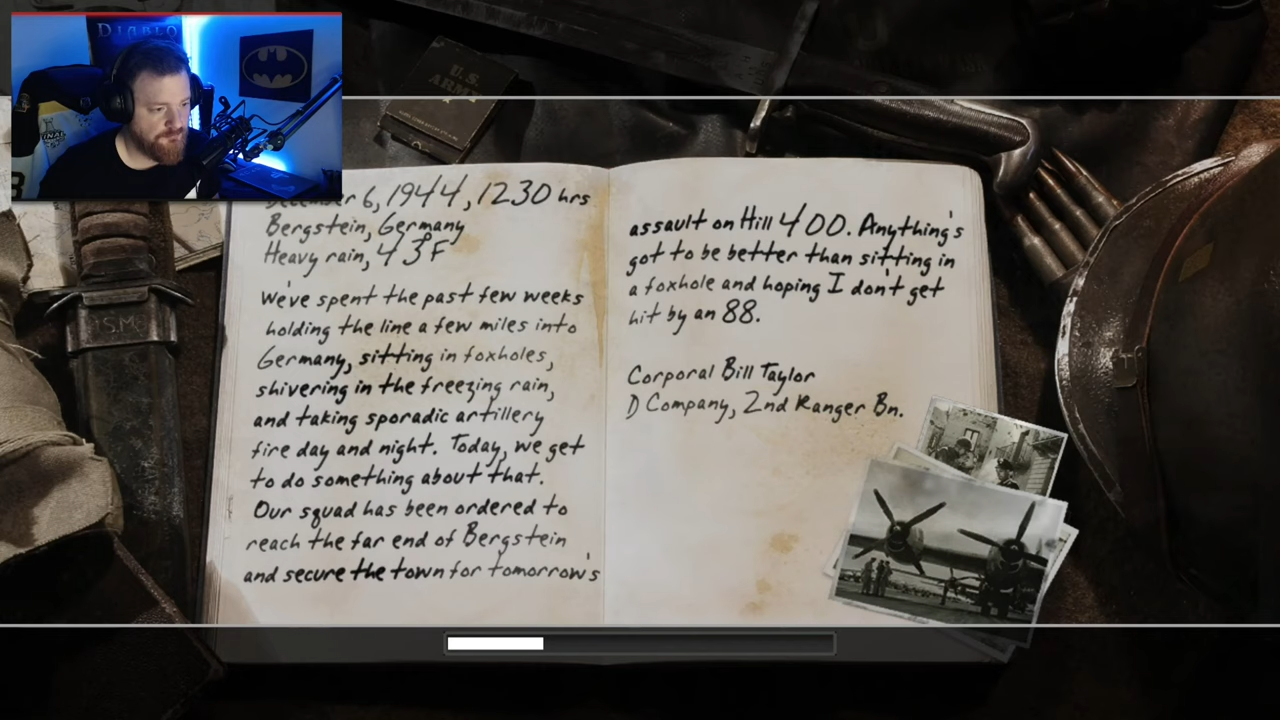 DIABLO
U.S.
ARMY
December 6, 1944, 1230 hrs
Bergstein, Germany
Heavy rain, 43°F
We've spent the past few weeks
holding the line a few miles into
Germany, sitting in foxholes,
shivering in the freezing rain,
and taking sporadic artillery
fire day and night. Today, we get
to do something about that.
Our squad has been ordered to
reach the far end of Bergstein
and secure the town for tomorrow's
assault on Hill 400. Anything's
got to be better than sitting in
a foxhole and hoping I don't get
hit by an 88.
Corporal Bill Taylor
D Company, 2nd Ranger Bn.